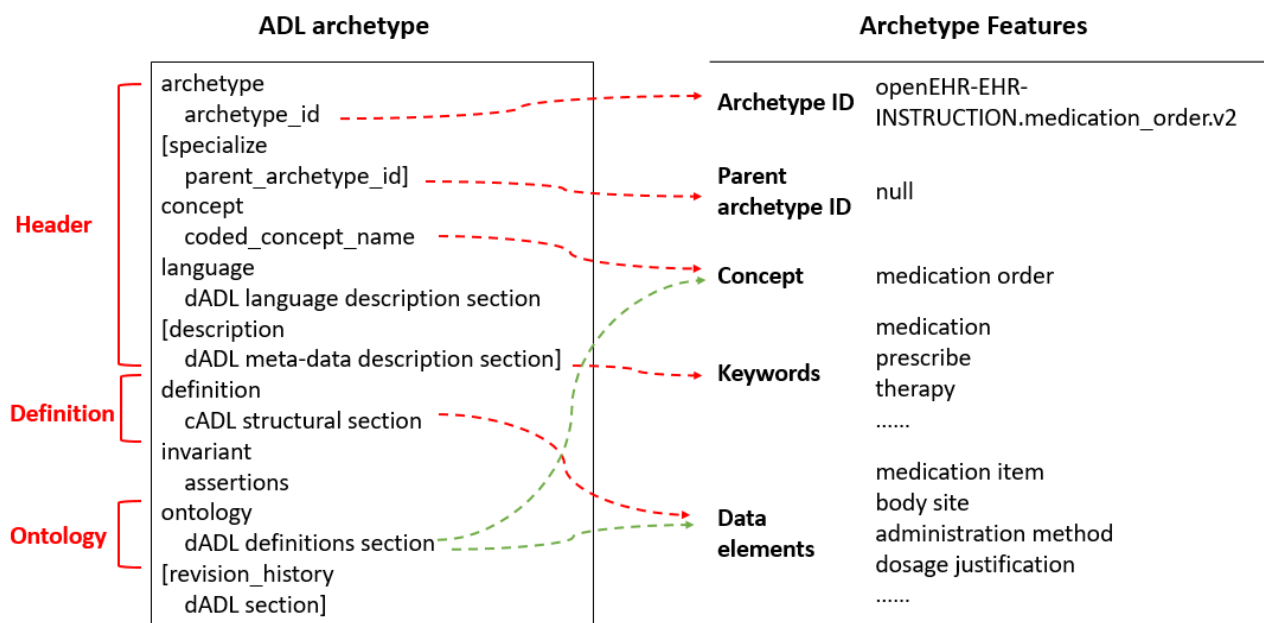 ADL archetype
archetype
archetype_id
[specialize
parent_archetype_id]
concept
coded_concept_name
language
dADL language description section
[description
dADL meta-data description section]
definition
cADL structural section
invariant
assertions
ontology
dADL definitions section
[revision_history
dADL section]
Header
Definition
Ontology
Archetype Features
Archetype ID
openEHR-EHR-
INSTRUCTION.medication_order.v2
Parent
archetype ID
null
Concept
medication order
Keywords
medication
prescribe
therapy
......
Data
elements
medication item
body site
administration method
dosage justification
......